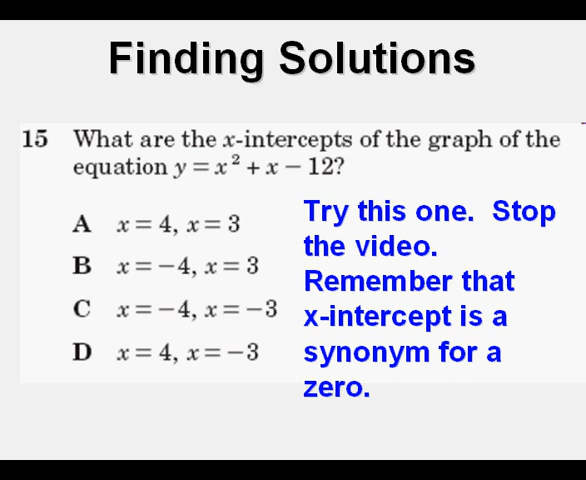 Finding Solutions
15 What are the x-intercepts of the graph of the
equation y = x² + x − 12?
A x = 4, x = 3
B x = −4, x = 3
C x = −4, x = −3
D x = 4, x = −3
Try this one. Stop
the video.
Remember that
x-intercept is a
synonym for a
zero.